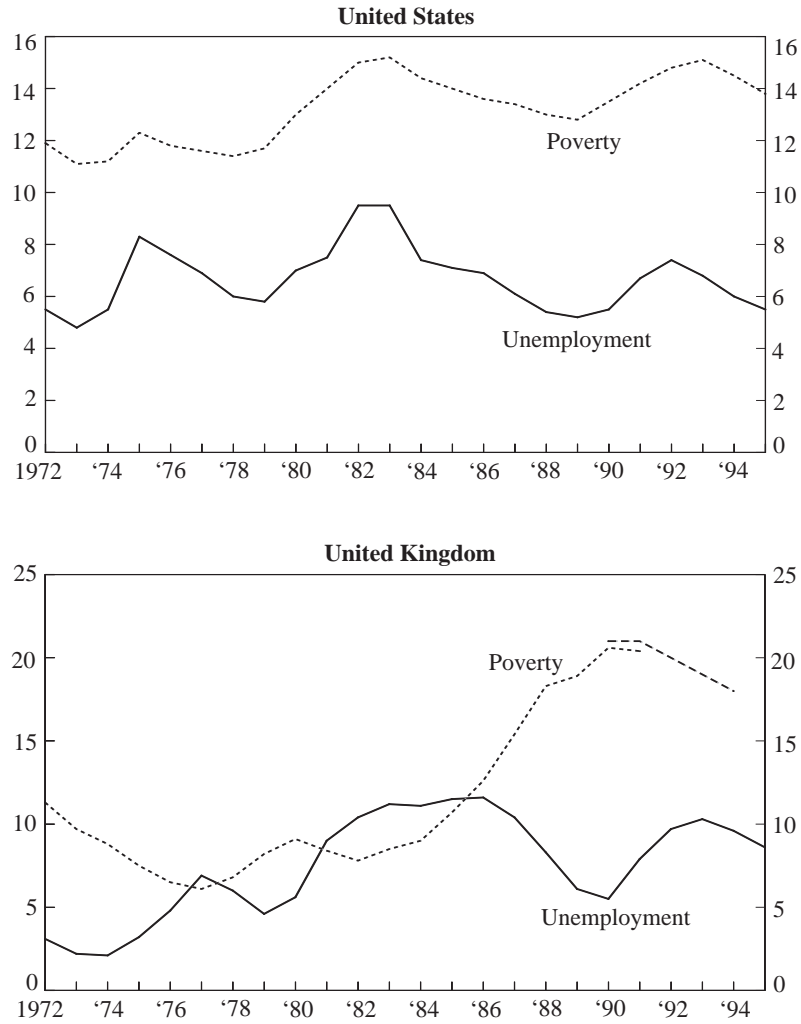 United States
16 16
14 14
12 12
Poverty
10 10
8 8
6 6
Unemployment
4 4
2 2
0 0
1972 ‘74 ‘76 ‘78 ‘80 ‘82 ‘84 ‘86 ‘88 ‘90 ‘92 ‘94
United Kingdom
25 25
20 Poverty 20
15 15
10 10
5 5
Unemployment
0 0
1972 ‘74 ‘76 ‘78 ‘80 ‘82 ‘84 ‘86 ‘88 ‘90 ‘92 ‘94